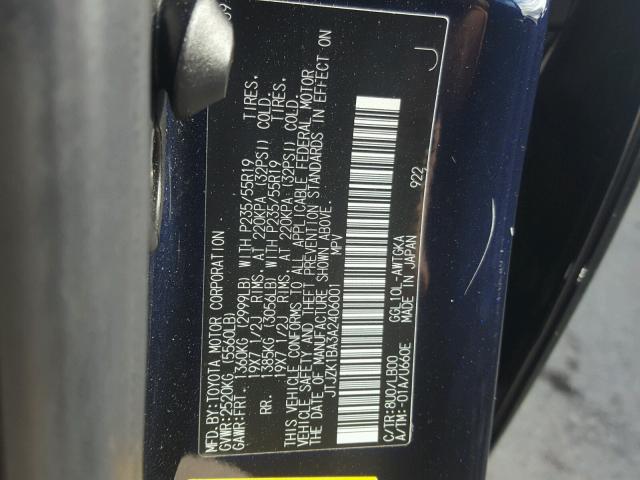 MFD.BY:TOYOTA MOTOR CORPORATION
GVWR:2520KG (5560LB)
GAWR:FRT. 1360KG (2999LB) WITH P235/55R19 TIRES.
19X7 1/2J RIMS. AT 220KPA (32PSI) COLD.
RR. 1385KG (3056LB) WITH P235/55R19 TIRES.
19X7 1/2J RIMS. AT 220KPA (32PSI) COLD.
THIS VEHICLE CONFORMS TO ALL APPLICABLE FEDERAL MOTOR
VEHICLE SAFETY AND THEFT PREVENTION STANDARDS IN EFFECT ON
THE DATE OF MANUFACTURE SHOWN ABOVE.
JTJZK1BA3A2406001 MPV
922
C/TR:8U0/LB00 GGL10L-AWTGKA
A/TM:-01A/U660E MADE IN JAPAN
J